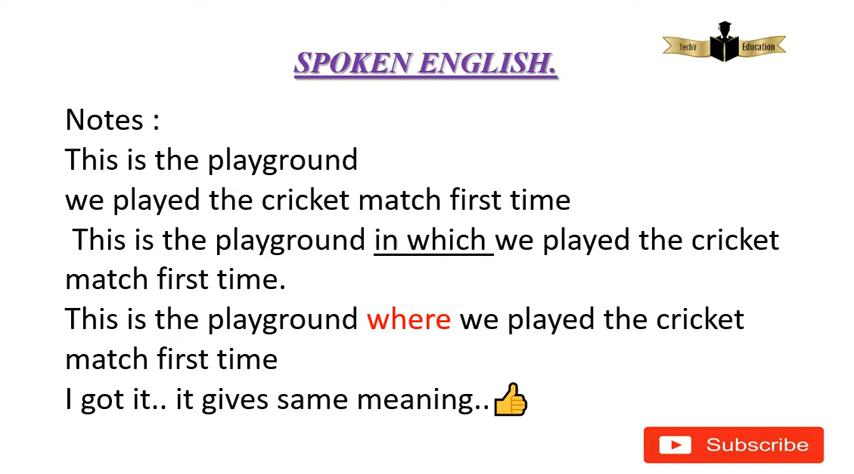 TechY Education
SPOKEN ENGLISH.
Notes :
This is the playground
we played the cricket match first time
This is the playground in which we played the cricket
match first time.
This is the playground where we played the cricket
match first time
I got it.. it gives same meaning..👍
Subscribe